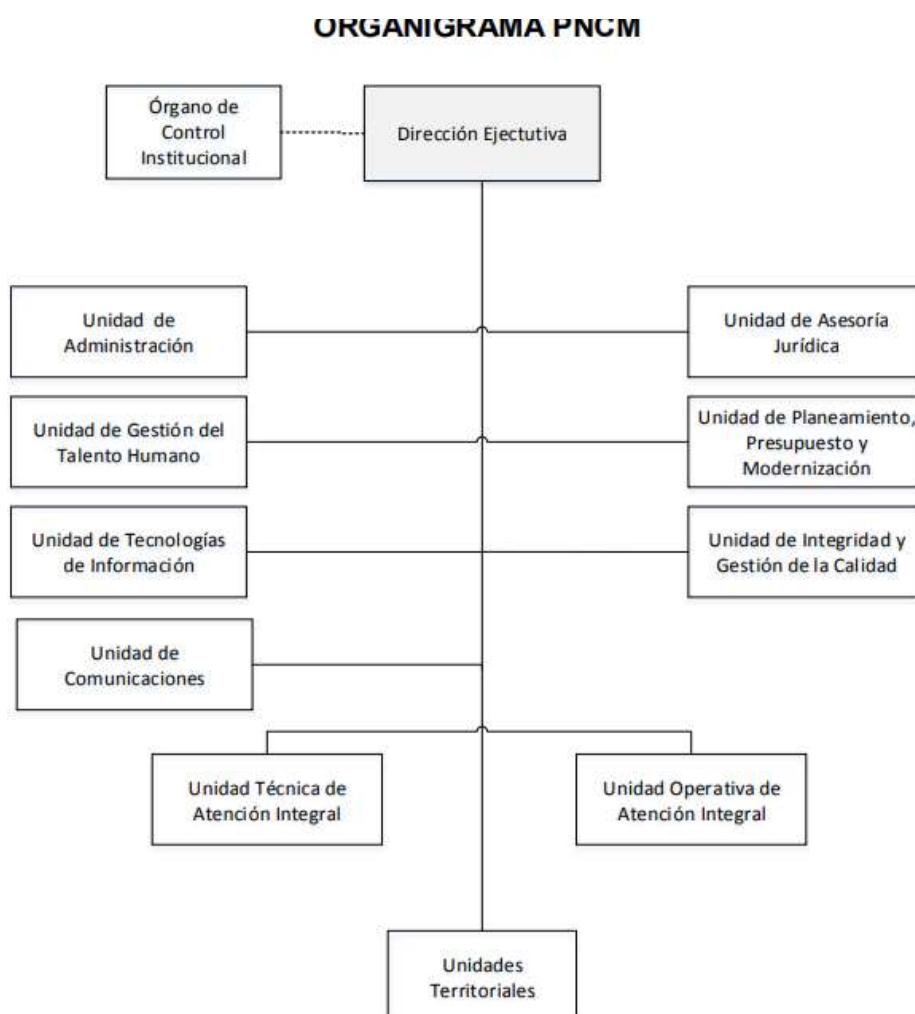 ORGANIGRAMA PNCM
Órgano de
Control
Institucional
Dirección Ejectutiva
Unidad de
Administración
Unidad de Asesoría
Jurídica
Unidad de Gestión del
Talento Humano
Unidad de Planeamiento,
Presupuesto y
Modernización
Unidad de Tecnologías
de Información
Unidad de Integridad y
Gestión de la Calidad
Unidad de
Comunicaciones
Unidad Técnica de
Atención Integral
Unidad Operativa de
Atención Integral
Unidades
Territoriales